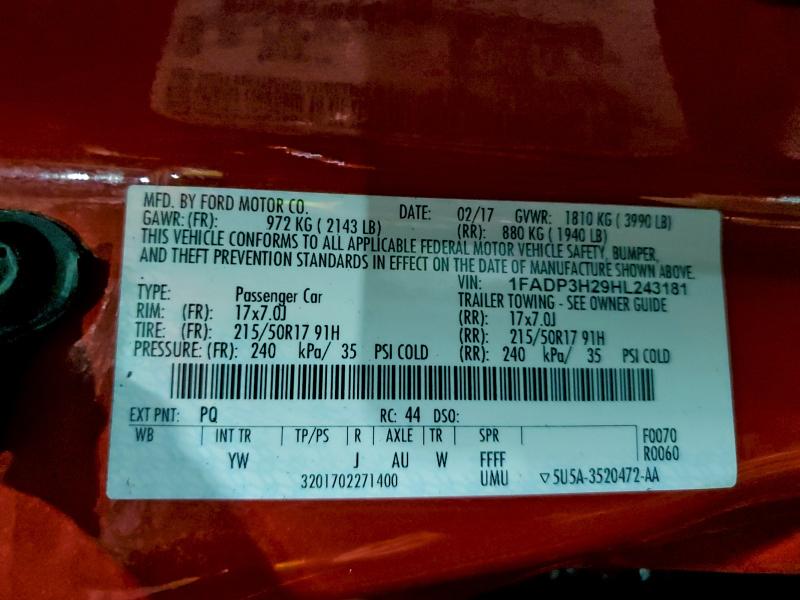 MFD. BY FORD MOTOR CO. DATE: 02/17 GVWR: 1810 KG ( 3990 LB)
GAWR: (FR): 972 KG ( 2143 LB) (RR): 880 KG ( 1940 LB)
THIS VEHICLE CONFORMS TO ALL APPLICABLE FEDERAL MOTOR VEHICLE SAFETY, BUMPER,
AND THEFT PREVENTION STANDARDS IN EFFECT ON THE DATE OF MANUFACTURE SHOWN ABOVE.
VIN: 1FADP3H29HL243181
TYPE: Passenger Car TRAILER TOWING - SEE OWNER GUIDE
RIM: (FR): 17x7.0J (RR): 17x7.0J
TIRE: (FR): 215/50R17 91H (RR): 215/50R17 91H
PRESSURE: (FR): 240 kPa/ 35 PSI COLD (RR): 240 kPa/ 35 PSI COLD
EXT PNT: PQ RC: 44 DSO:
WB INT TR TP/PS R AXLE TR SPR F0070
YW J AU W FFFF R0060
3201702271400 UMU ▽5U5A-3520472-AA